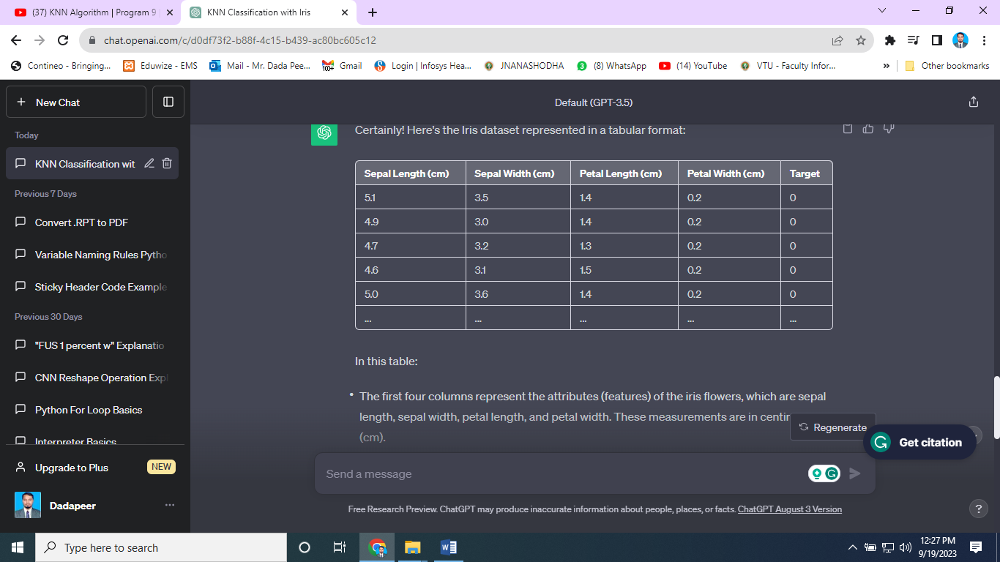 (37) KNN Algorithm | Program 9
KNN Classification with Iris
chat.openai.com/c/d0df73f2-b88f-4c15-b439-ac80bc605c12
Contineo - Bringing...
Eduwize - EMS
Mail - Mr. Dada Pee...
100+
Gmail
Login | Infosys Hea...
JNANASHODHA
3
(8) WhatsApp
(14) YouTube
VTU - Faculty Infor...
»
Other bookmarks
+ New Chat
Default (GPT-3.5)
Today
KNN Classification wit
Previous 7 Days
Convert .RPT to PDF
Variable Naming Rules Pytho
Sticky Header Code Example
Previous 30 Days
"FUS 1 percent w" Explanatio
CNN Reshape Operation Expl
Python For Loop Basics
Interpreter Basics
Upgrade to Plus NEW
Dadapeer ...
Certainly! Here's the Iris dataset represented in a tabular format:
Sepal Length (cm) Sepal Width (cm) Petal Length (cm) Petal Width (cm) Target
5.1 3.5 1.4 0.2 0
4.9 3.0 1.4 0.2 0
4.7 3.2 1.3 0.2 0
4.6 3.1 1.5 0.2 0
5.0 3.6 1.4 0.2 0
... ... ... ... ...
In this table:
• The first four columns represent the attributes (features) of the iris flowers, which are sepal
length, sepal width, petal length, and petal width. These measurements are in
(cm).
Regenerate
Get citation
Send a message
Free Research Preview. ChatGPT may produce inaccurate information about people, places, or facts. ChatGPT August 3 Version
?
Type here to search
12:27 PM
9/19/2023